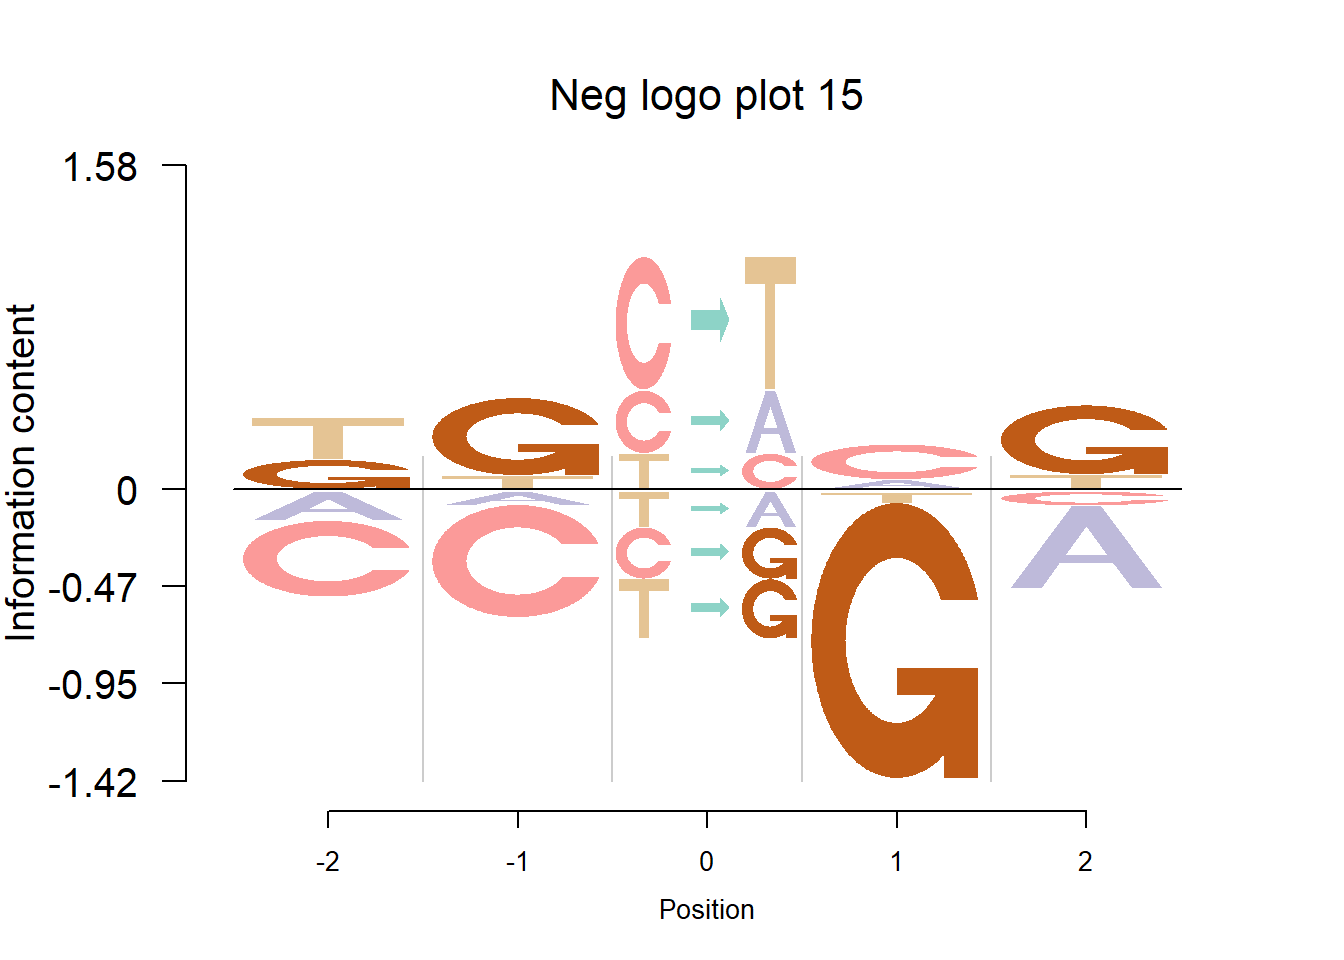 Neg logo plot 15
Information content
1.58
0
-0.47
-0.95
-1.42
T G A C
G T A C
C T
C A
T C
T A
C G
T G
C A T G
G T C A
-2 -1 0 1 2
Position